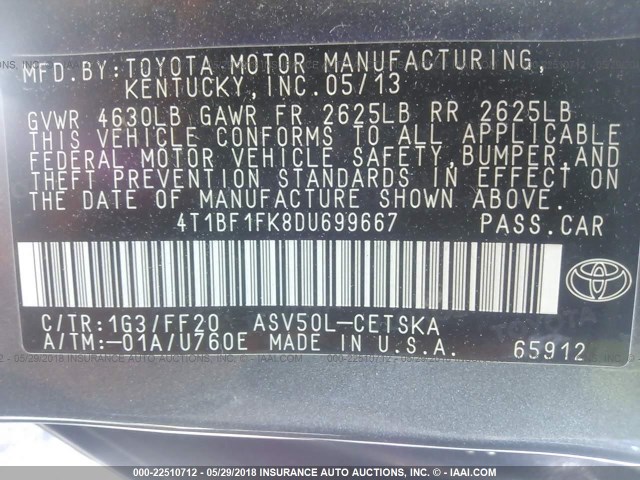 MFD.BY:TOYOTA MOTOR MANUFACTURING,
KENTUCKY,INC.05/13
GVWR 4630LB GAWR FR 2625LB RR 2625LB
THIS VEHICLE CONFORMS TO ALL APPLICABLE
FEDERAL MOTOR VEHICLE SAFETY,BUMPER,AND
THEFT PREVENTION STANDARDS IN EFFECT ON
THE DATE OF MANUFACTURE SHOWN ABOVE.
4T1BF1FK8DU699667 PASS.CAR
C/TR:1G3/FF20 ASV50L-CETSKA
A/TM:-01A/U760E MADE IN U.S.A. 65912
000-22510712 - 05/29/2018 INSURANCE AUTO AUCTIONS, INC. - © IAAI.COM